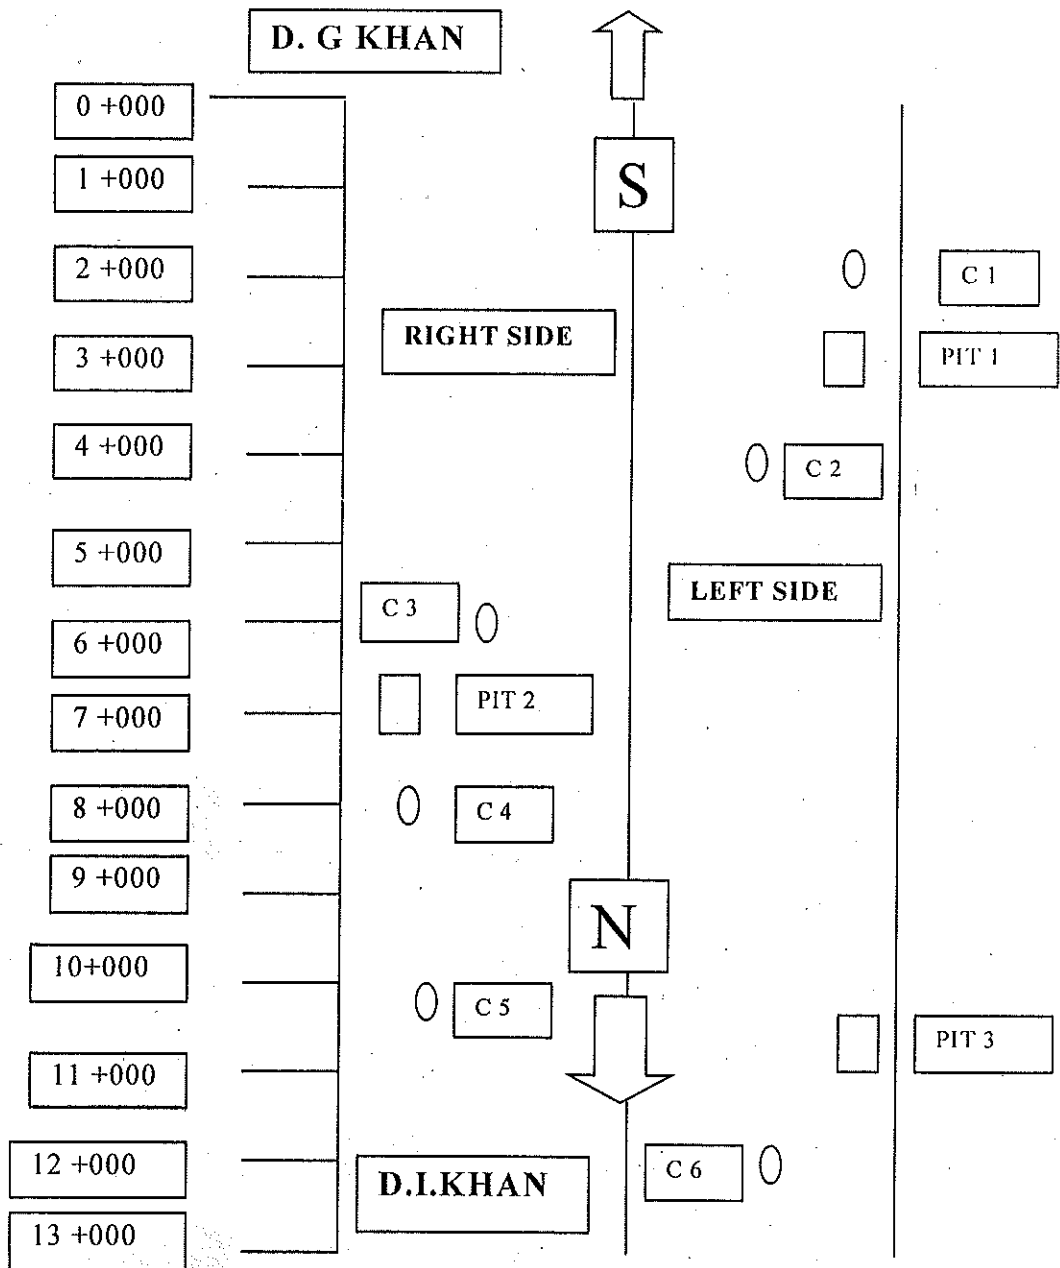 D. G KHAN
0 +000
1 +000
S
2 +000
C 1
RIGHT SIDE
3 +000
PIT 1
4 +000
C 2
5 +000
LEFT SIDE
C 3
6 +000
PIT 2
7 +000
8 +000
C 4
9 +000
N
10+000
C 5
PIT 3
11 +000
12 +000
D.I.KHAN
C 6
13 +000